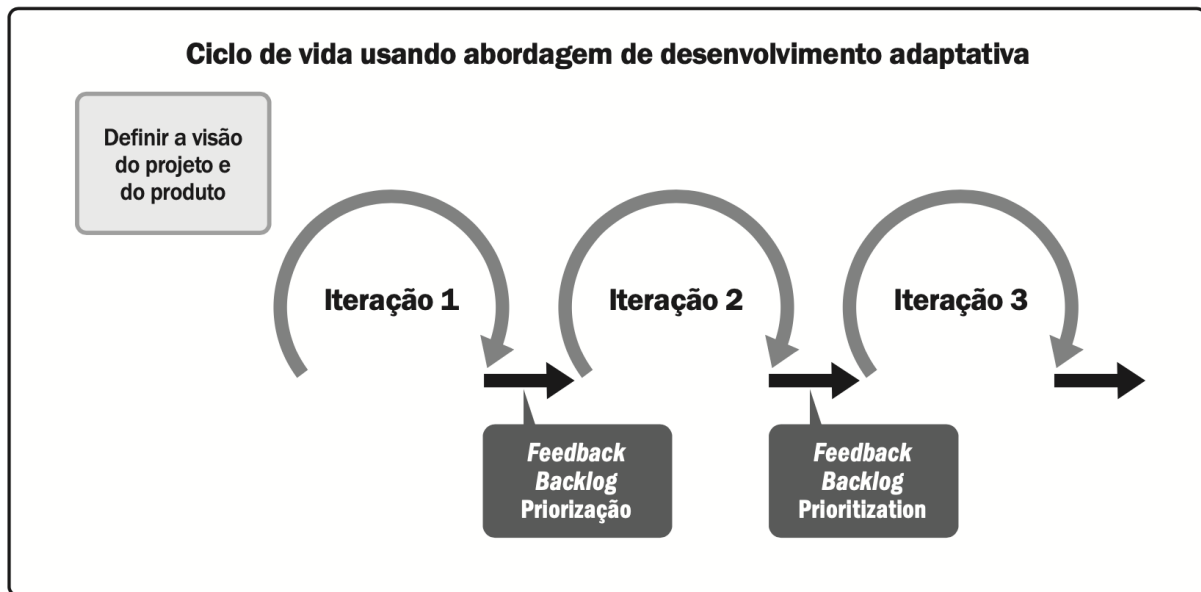 Ciclo de vida usando abordagem de desenvolvimento adaptativa
Definir a visão
do projeto e
do produto
Iteração 1
Iteração 2
Iteração 3
Feedback
Backlog
Priorização
Feedback
Backlog
Prioritization